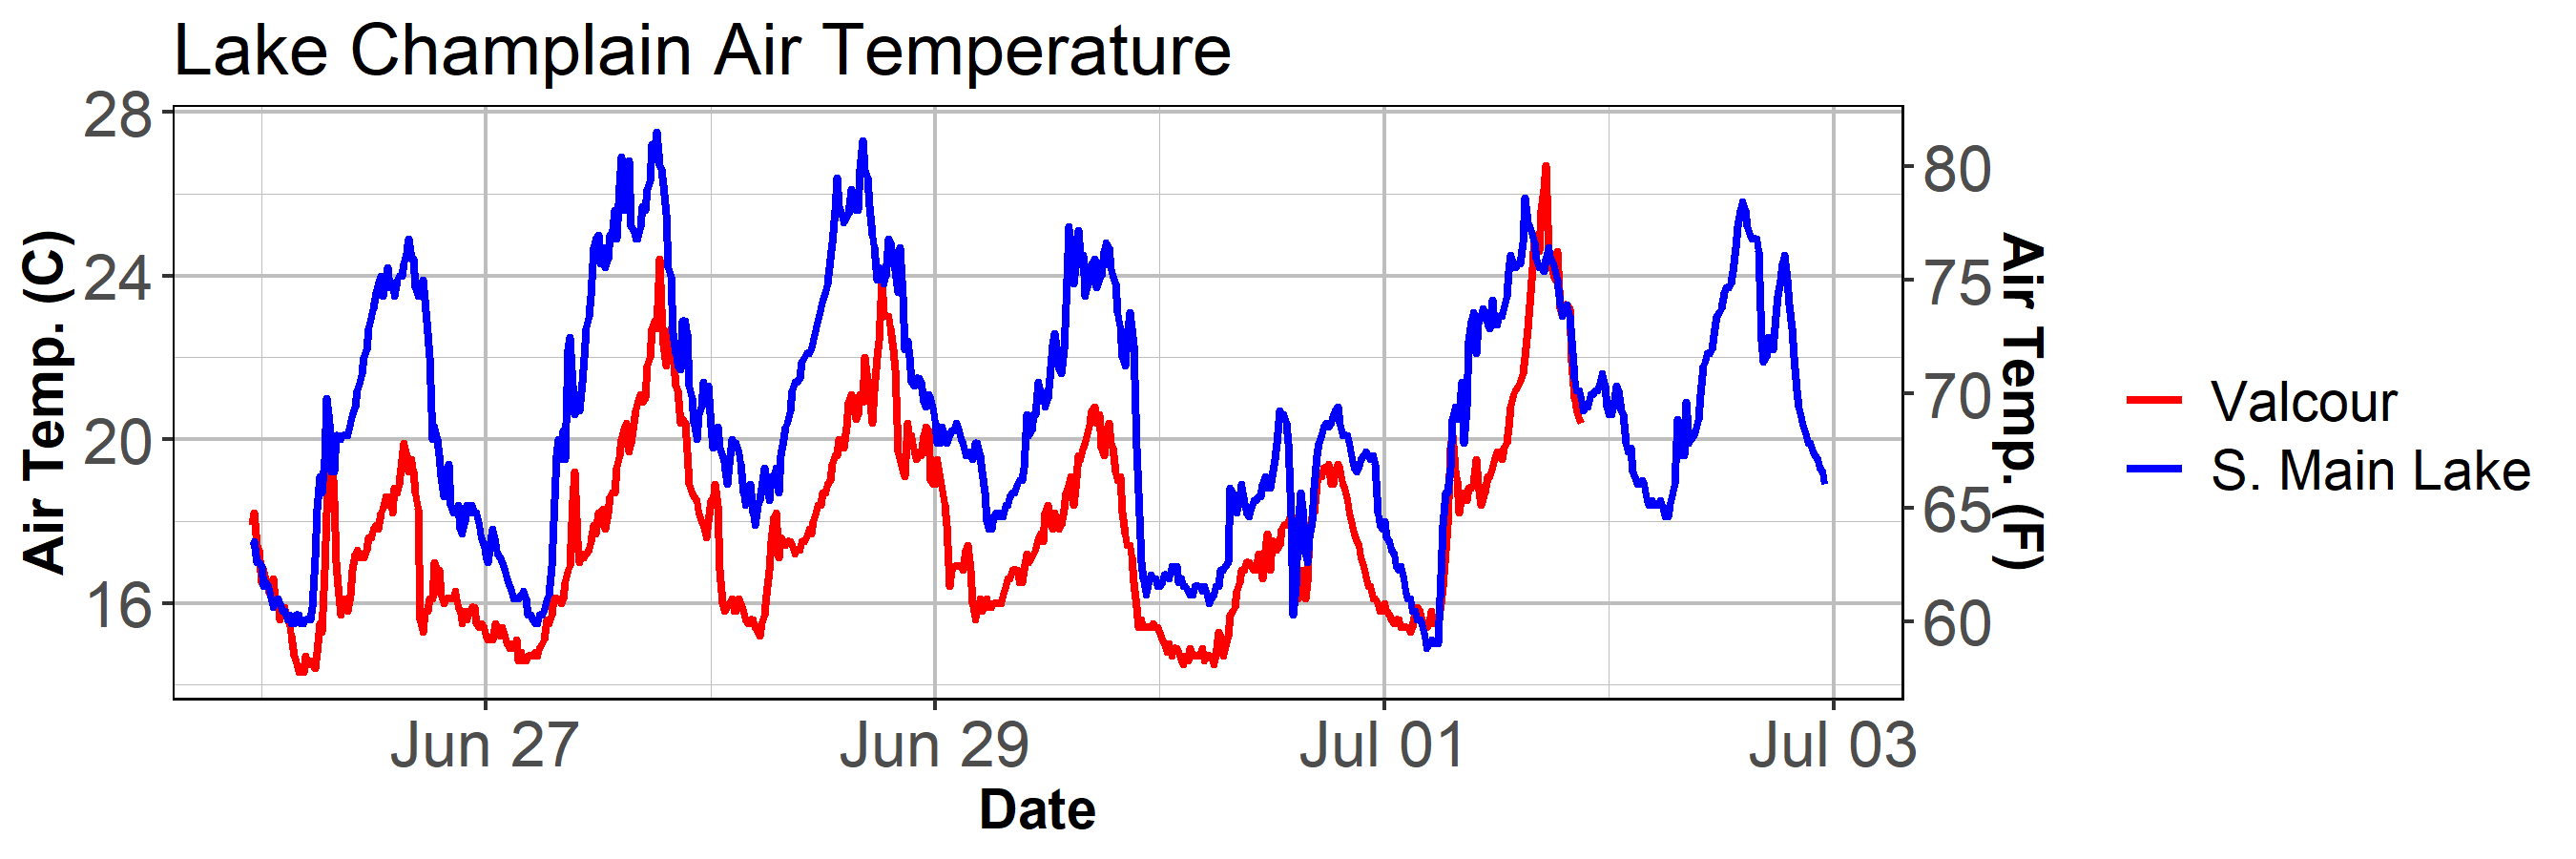 Lake Champlain Air Temperature
28
24
20
16
Air Temp. (C)
80
75
70
65
60
Air Temp. (F)
Jun 27
Jun 29
Jul 01
Jul 03
Date
Valcour
S. Main Lake